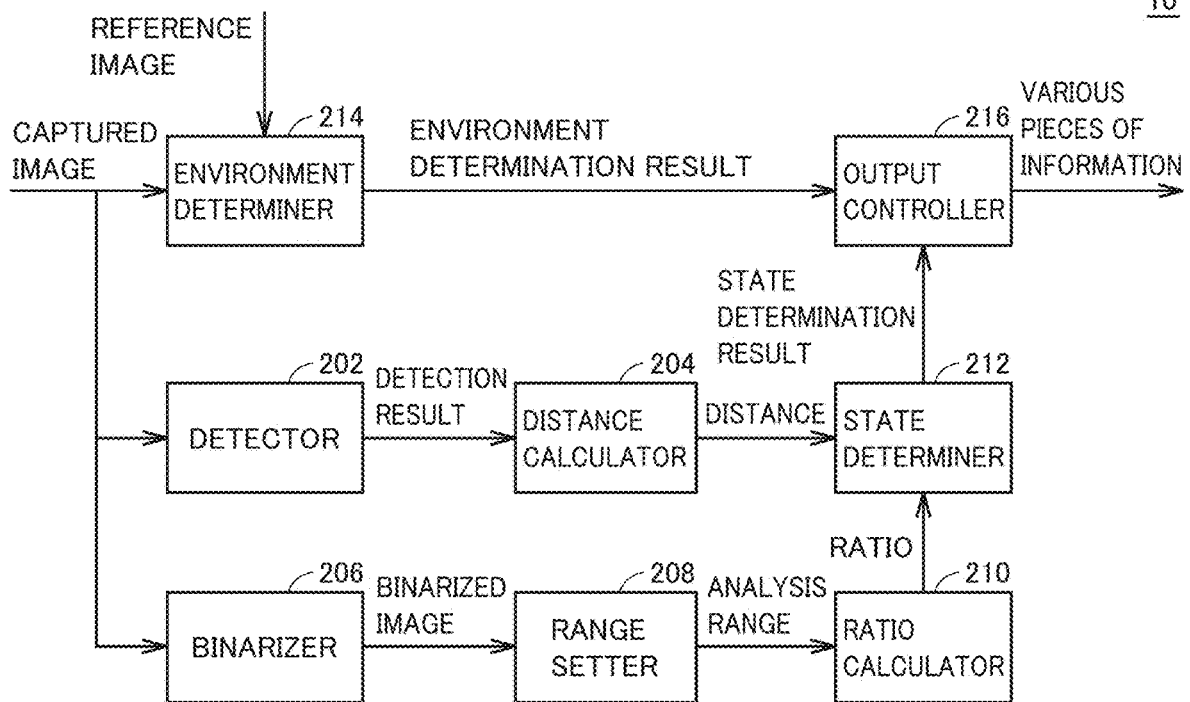 REFERENCE
IMAGE
CAPTURED
IMAGE
214
ENVIRONMENT
DETERMINER
ENVIRONMENT
DETERMINATION RESULT
216
OUTPUT
CONTROLLER
VARIOUS
PIECES OF
INFORMATION
STATE
DETERMINATION
RESULT
202
DETECTOR
DETECTION
RESULT
204
DISTANCE
CALCULATOR
DISTANCE
212
STATE
DETERMINER
RATIO
206
BINARIZER
BINARIZED
IMAGE
208
RANGE
SETTER
ANALYSIS
RANGE
210
RATIO
CALCULATOR